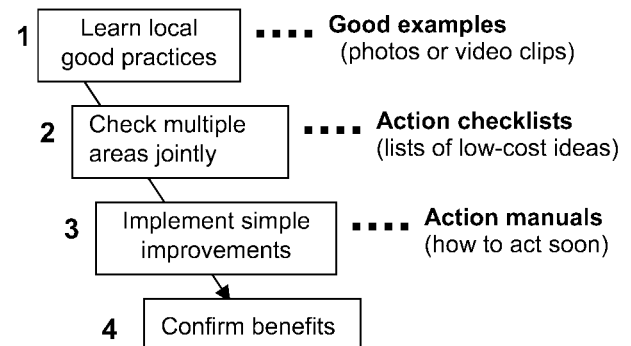 1 Learn local good practices
Good examples
(photos or video clips)
2 Check multiple areas jointly
Action checklists
(lists of low-cost ideas)
3 Implement simple improvements
Action manuals
(how to act soon)
4 Confirm benefits